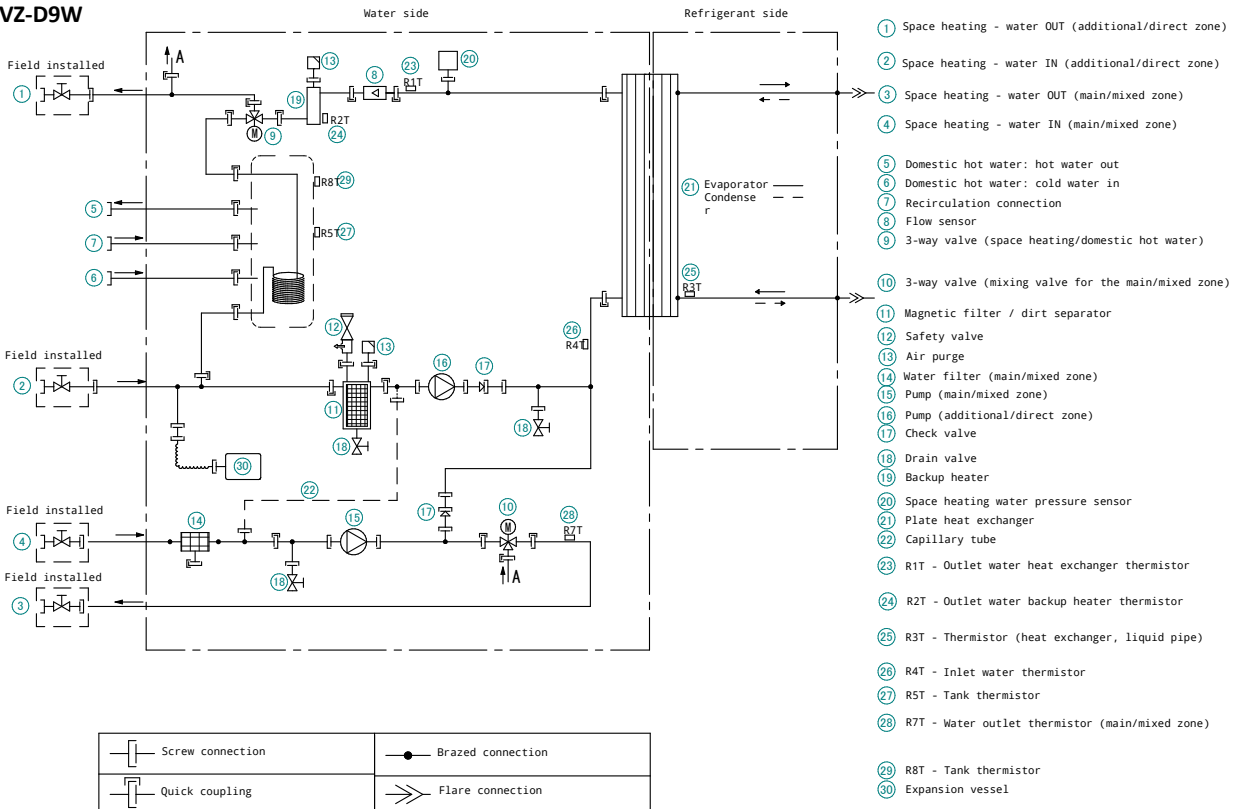 VZ-D9W
Water side
Refrigerant side
Field installed
1
A
13
19
R2T
24
8
23
R1T
20
M
9
R8T 29
R5T 27
5
7
6
21 Evaporator
Condense
r
25
R3T
26
R4T
Field installed
2
12
13
11
18
16
17
18
30
22
Field installed
4
14
18
15
17
10
M
A
28
R7T
Field installed
3
1 Space heating - water OUT (additional/direct zone)
2 Space heating - water IN (additional/direct zone)
3 Space heating - water OUT (main/mixed zone)
4 Space heating - water IN (main/mixed zone)
5 Domestic hot water: hot water out
6 Domestic hot water: cold water in
7 Recirculation connection
8 Flow sensor
9 3-way valve (space heating/domestic hot water)
10 3-way valve (mixing valve for the main/mixed zone)
11 Magnetic filter / dirt separator
12 Safety valve
13 Air purge
14 Water filter (main/mixed zone)
15 Pump (main/mixed zone)
16 Pump (additional/direct zone)
17 Check valve
18 Drain valve
19 Backup heater
20 Space heating water pressure sensor
21 Plate heat exchanger
22 Capillary tube
23 R1T - Outlet water heat exchanger thermistor
24 R2T - Outlet water backup heater thermistor
25 R3T - Thermistor (heat exchanger, liquid pipe)
26 R4T - Inlet water thermistor
27 R5T - Tank thermistor
28 R7T - Water outlet thermistor (main/mixed zone)
29 R8T - Tank thermistor
30 Expansion vessel
Screw connection
Brazed connection
Quick coupling
Flare connection